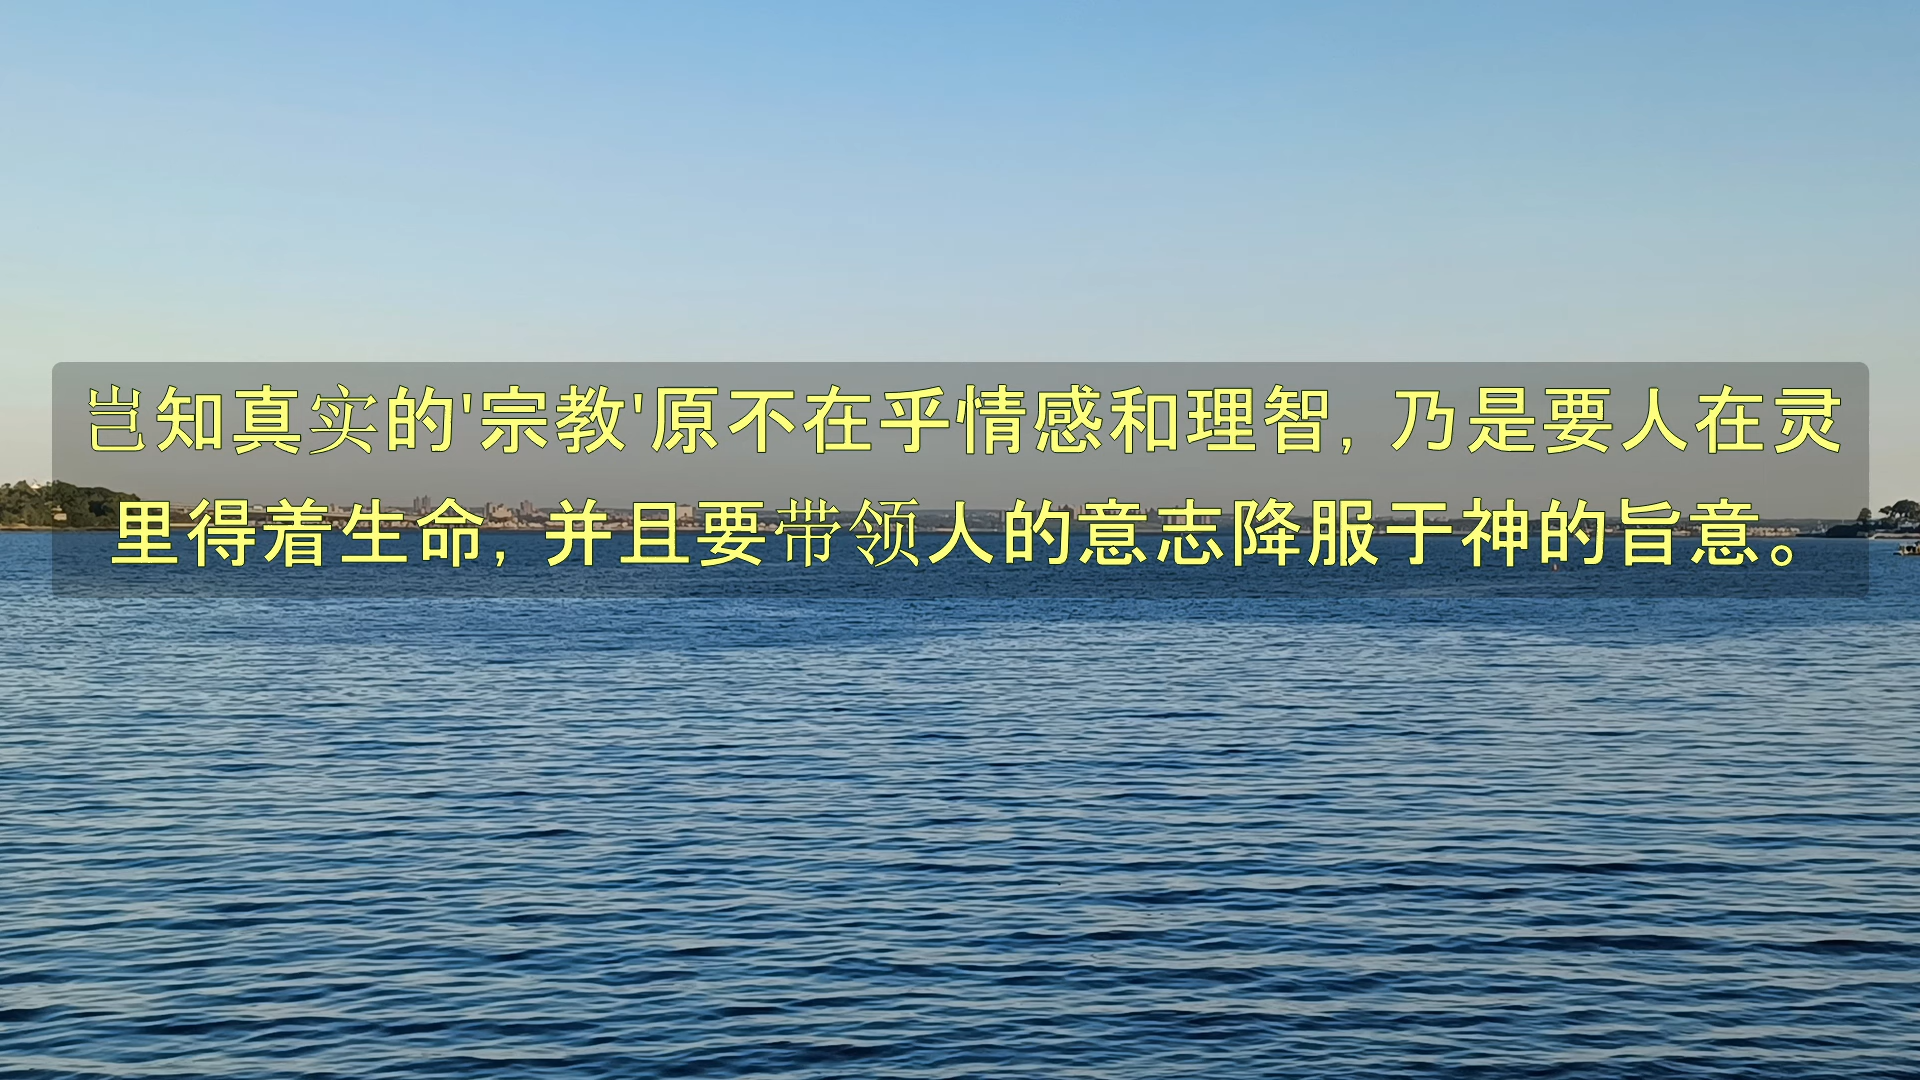 岂知真实的'宗教'原不在乎情感和理智，乃是要人在灵
里得着生命，并且要带领人的意志降服于神的旨意。